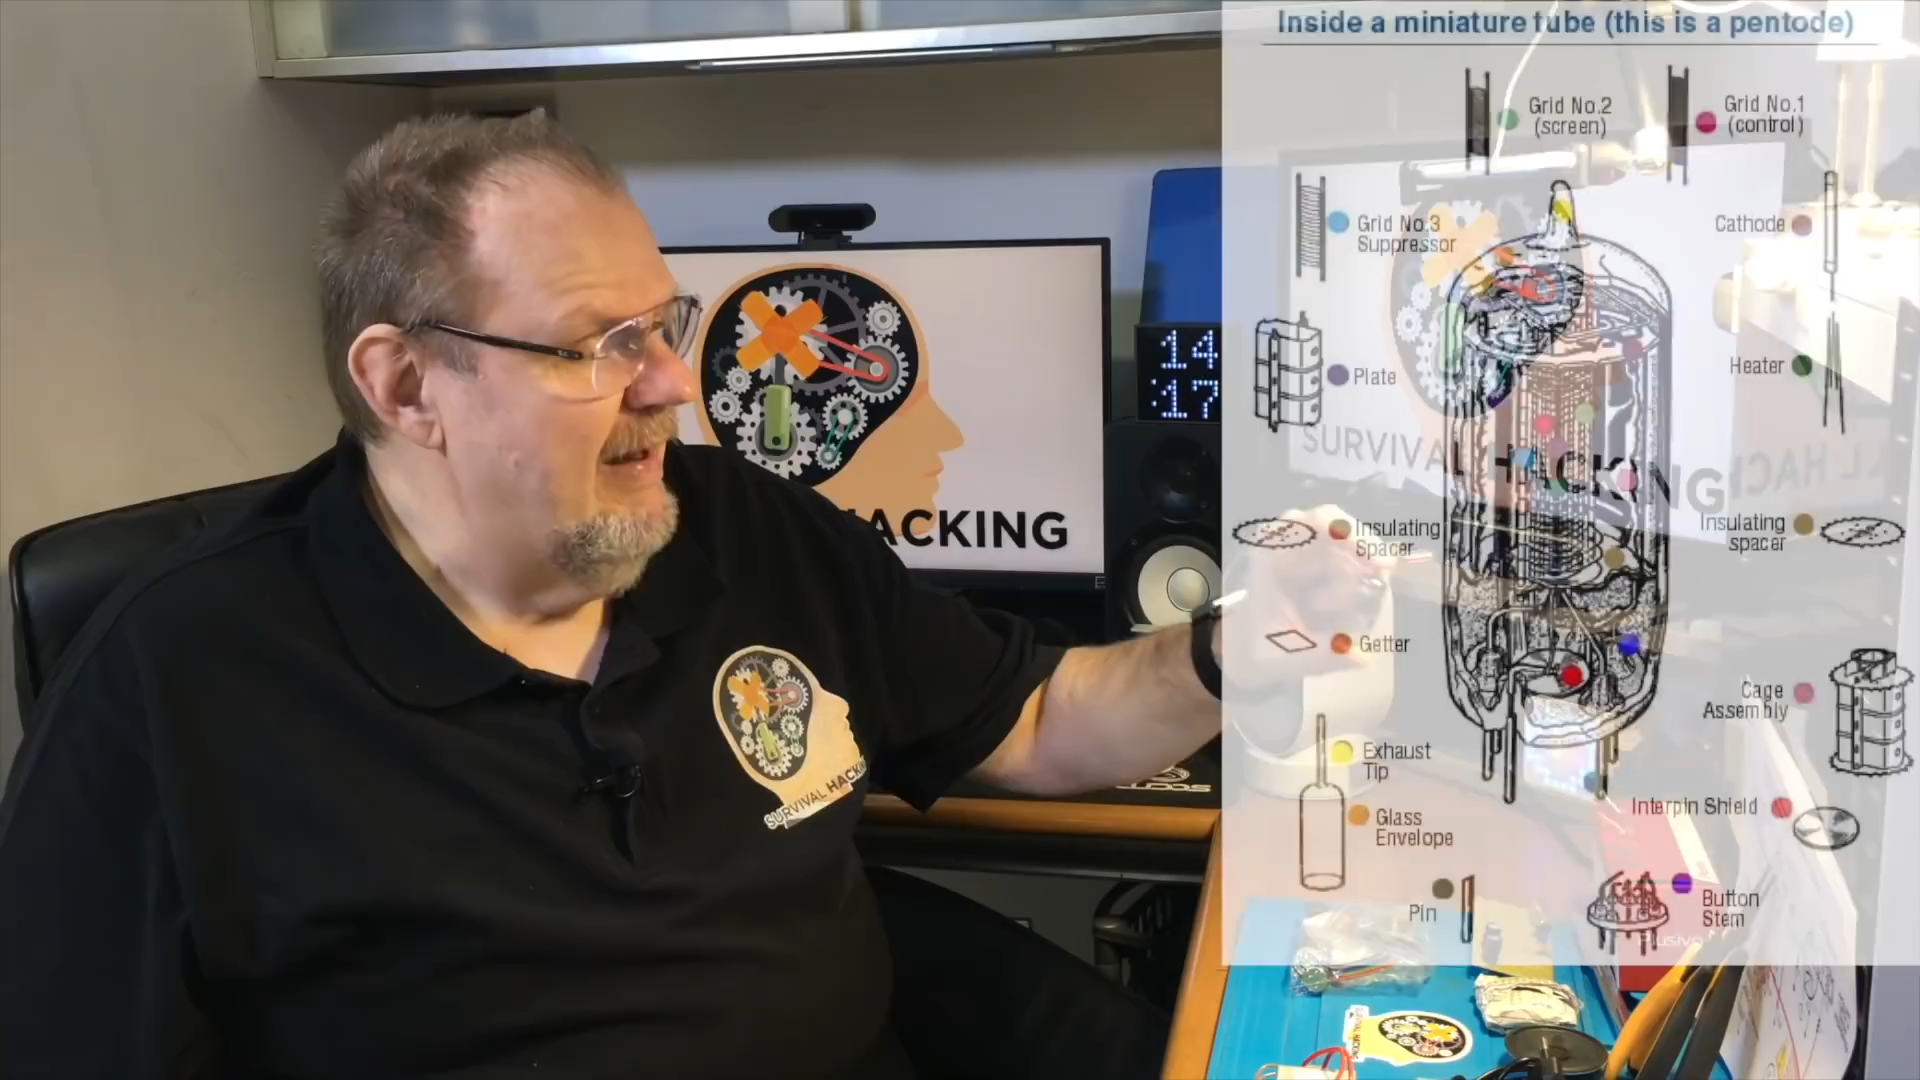 Inside a miniature tube (this is a pentode)
Grid No.2
(screen)
Grid No.1
(control)
Grid No.3
Suppressor
Cathode
Plate
Heater
Insulating
Spacer
Insulating
spacer
Getter
Cage
Assembly
Exhaust
Tip
Interpin Shield
Glass
Envelope
Pin
Button
Stem
14
:17
HACKING
SURVIVAL HACKING
SURVIVAL HACKING
Plusivo